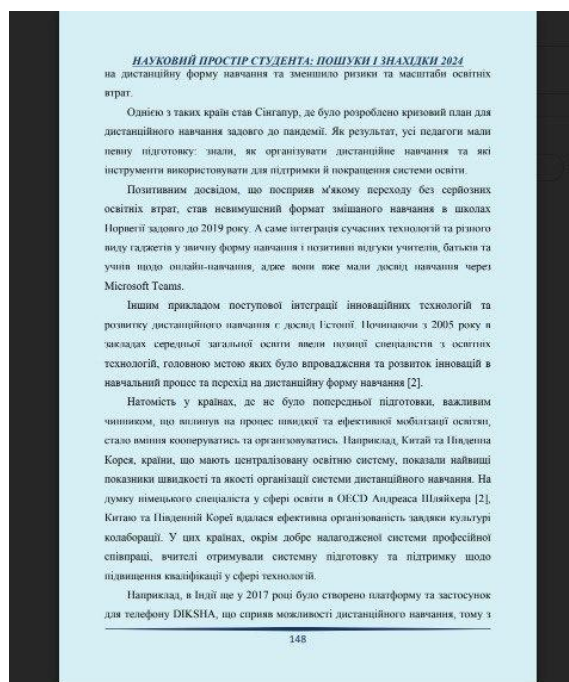 НАУКОВИЙ ПРОСТІР СТУДЕНТА: ПОШУКИ І ЗНАХІДКИ 2024
на дистанційну форму навчання та зменшило ризики та масштаби освітніх
втрат.
Однією з таких країн став Сінгапур, де було розроблено кризовий план для
дистанційного навчання задовго до пандемії. Як результат, усі педагоги мали
певну підготовку: знали, як організувати дистанційне навчання та які
інструменти використовувати для підтримки й покращення системи освіти.
Позитивним досвідом, що посприяв м'якому переходу без серйозних
освітніх втрат, став невимушений формат змішаного навчання в школах
Норвегії задовго до 2019 року. А саме інтеграція сучасних технологій та різного
виду гаджетів у звичну форму навчання і позитивні відгуки учителів, батьків та
учнів щодо онлайн-навчання, адже вони вже мали досвід навчання через
Microsoft Teams.
Іншим прикладом поступової інтеграції інноваційних технологій та
розвитку дистанційного навчання є досвід Естонії. Починаючи з 2005 року в
закладах середньої загальної освіти ввели позиції спеціалістів з освітніх
технологій, головною метою яких було впровадження та розвиток інновацій в
навчальний процес та перехід на дистанційну форму навчання [2].
Натомість у країнах, де не було попередньої підготовки, важливим
чинником, що вплинув на процес швидкої та ефективної мобілізації освітян,
стало вміння кооперуватись та організовуватись. Наприклад, Китай та Південна
Корея, країни, що мають централізовану освітню систему, показали найвищі
показники швидкості та якості організації системи дистанційного навчання. На
думку німецького спеціаліста у сфері освіти в OECD Андреаса Шляйхера [2],
Китаю та Південній Кореї вдалася ефективна організованість завдяки культурі
колаборації. У цих країнах, окрім добре налагодженої системи професійної
співпраці, вчителі отримували системну підготовку та підтримку щодо
підвищення кваліфікації у сфері технологій.
Наприклад, в Індії ще у 2017 році було створено платформу та застосунок
для телефону DIKSHA, що сприяв можливості дистанційного навчання, тому з
148